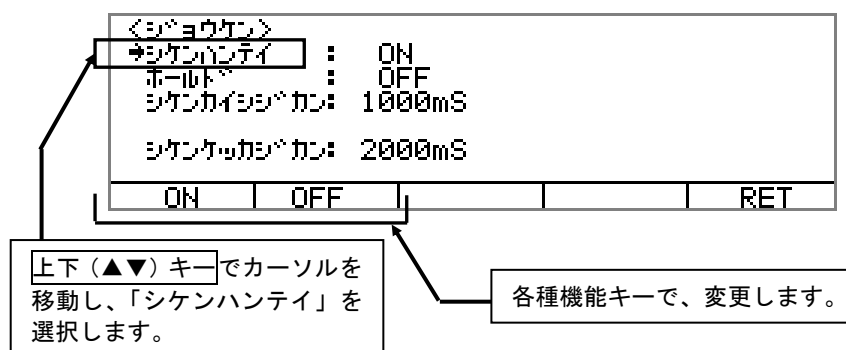 <ジョウケン>
➔シケンハンテイ : ON
ホールド : OFF
シケンカイシジカン: 1000mS
シケンケッカジカン: 2000mS
ON OFF RET
上下(▲▼)キーでカーソルを
移動し、「シケンハンテイ」を
選択します。
各種機能キーで、変更します。